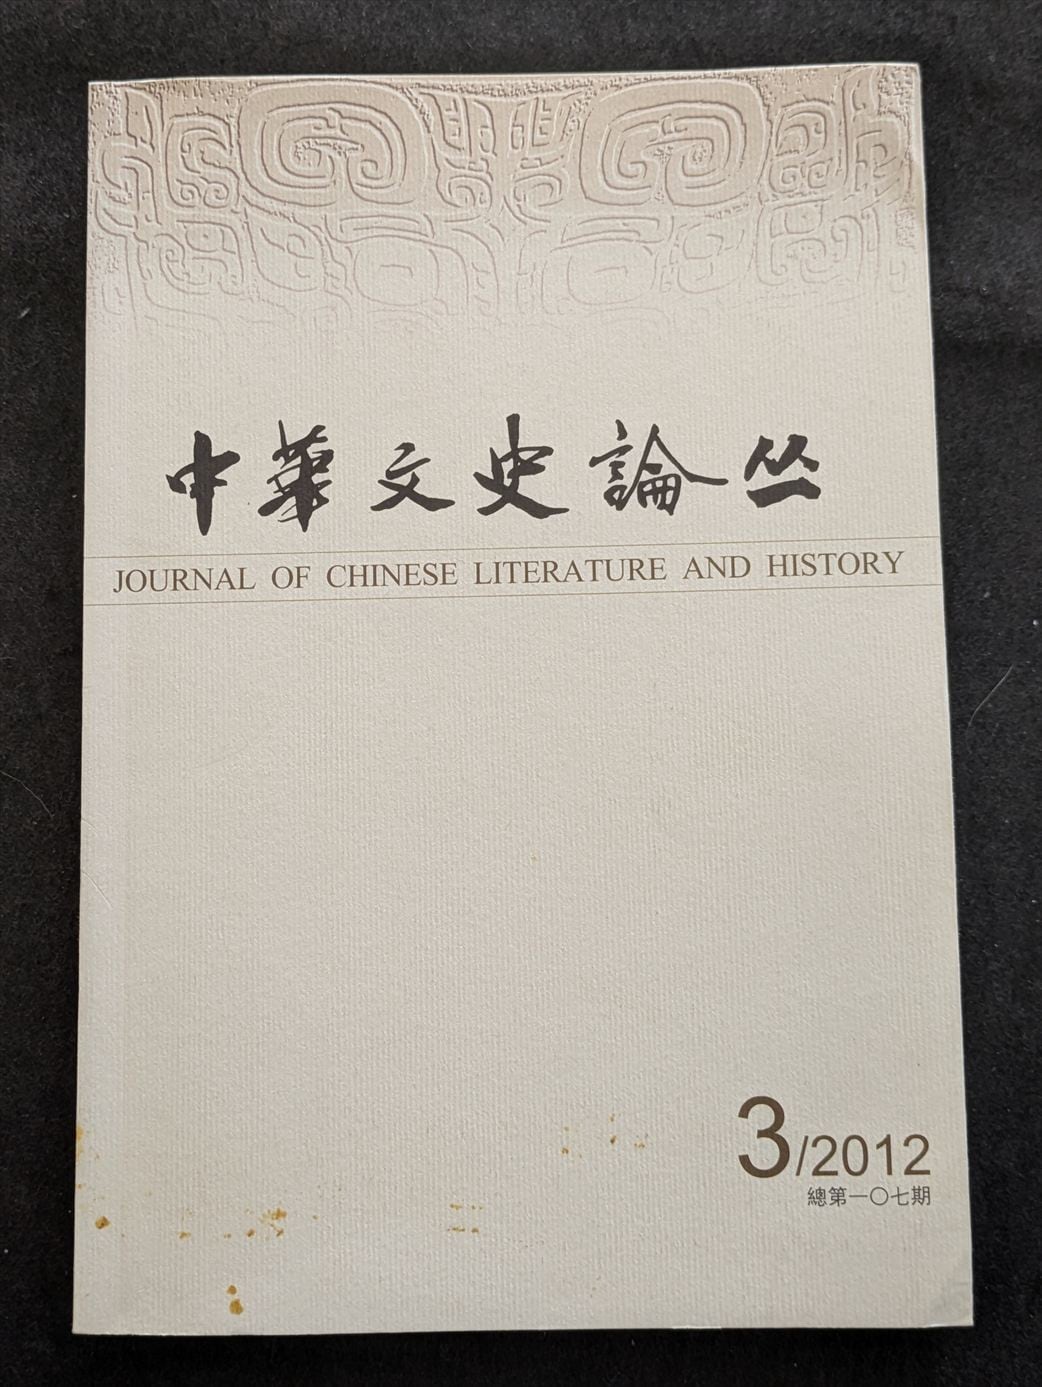 中華文史論丛
JOURNAL OF CHINESE LITERATURE AND HISTORY
3/2012
總第一〇七期